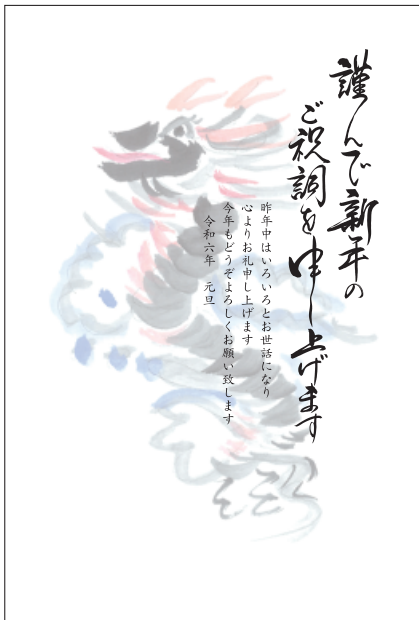 謹んで新年の
ご祝詞を申し上げます
昨年中はいろいろとお世話になり
心よりお礼申し上げます
今年もどうぞよろしくお願い致します
令和六年　元旦